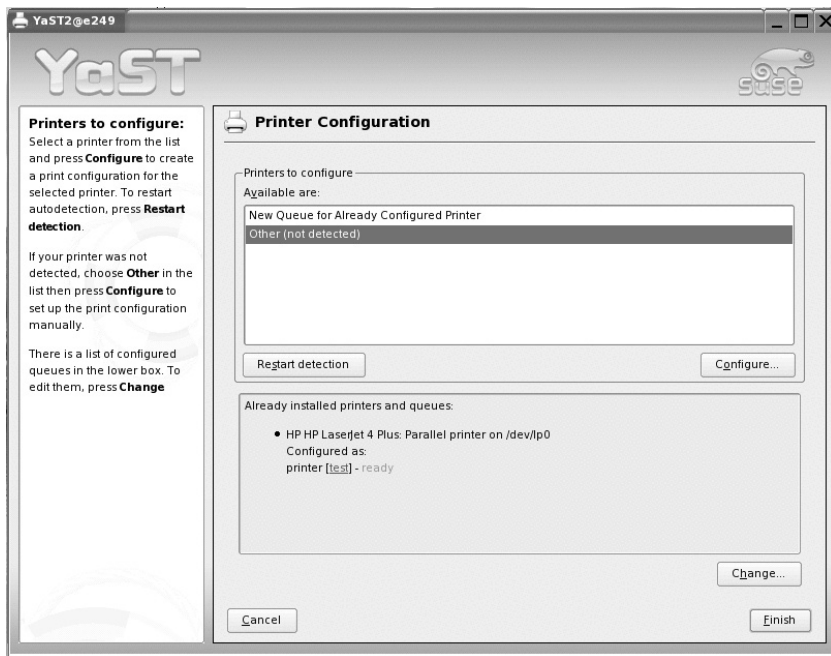 YaST2@e249
YaST
suse
Printers to configure:
Select a printer from the list
and press Configure to create
a print configuration for the
selected printer. To restart
autodetection, press Restart
detection.
If your printer was not
detected, choose Other in the
list then press Configure to
set up the print configuration
manually.
There is a list of configured
queues in the lower box. To
edit them, press Change
Printer Configuration
Printers to configure
Available are:
New Queue for Already Configured Printer
Other (not detected)
Restart detection
Configure...
Already installed printers and queues:
• HP HP LaserJet 4 Plus: Parallel printer on /dev/lp0
Configured as:
printer [test] - ready
Change...
Cancel
Finish